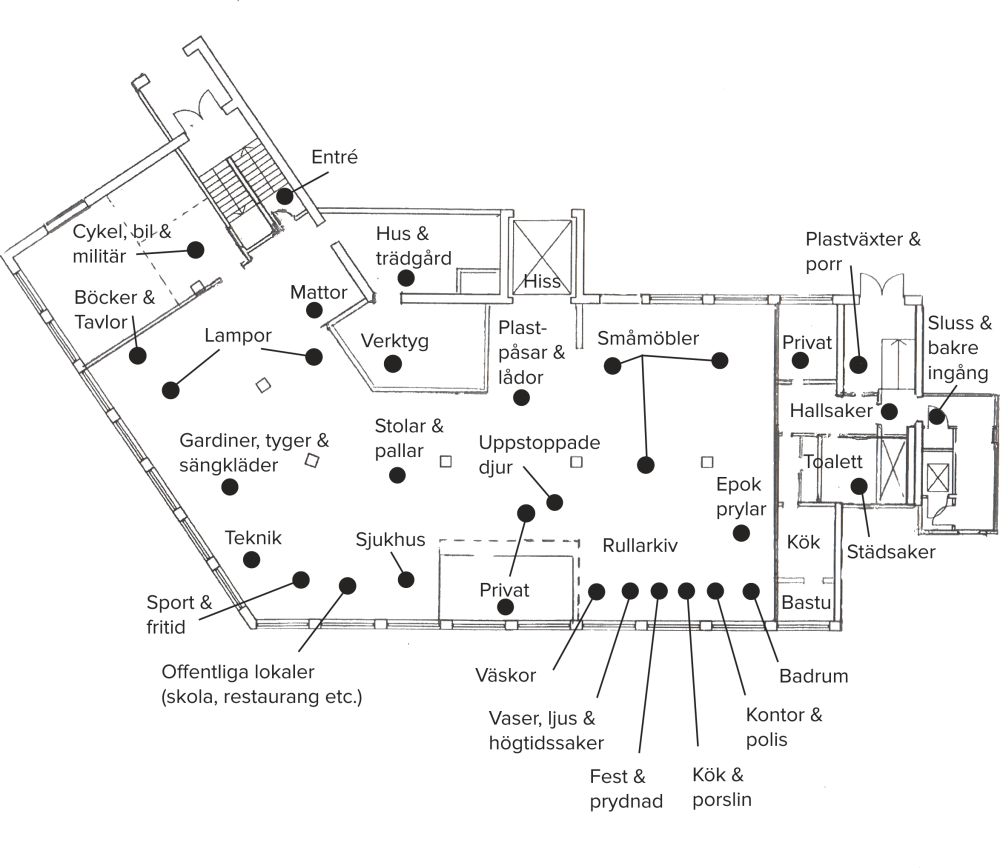 Entré
Cykel, bil &
militär
Hus &
trädgård
Hiss
Plastväxter &
porr
Böcker &
Tavlor
Mattor
Lampor
Verktyg
Plast-
påsar &
lådor
Småmöbler
Privat
Sluss &
bakre
ingång
Hallsaker
Gardiner, tyger &
sängkläder
Stolar &
pallar
Uppstoppade
djur
Toalett
Epok
prylar
Teknik
Sjukhus
Rullarkiv
Kök
Städsaker
Sport &
fritid
Privat
Bastu
Offentliga lokaler
(skola, restaurang etc.)
Väskor
Badrum
Vaser, ljus &
högtidssaker
Kontor &
polis
Fest &
prydnad
Kök &
porslin